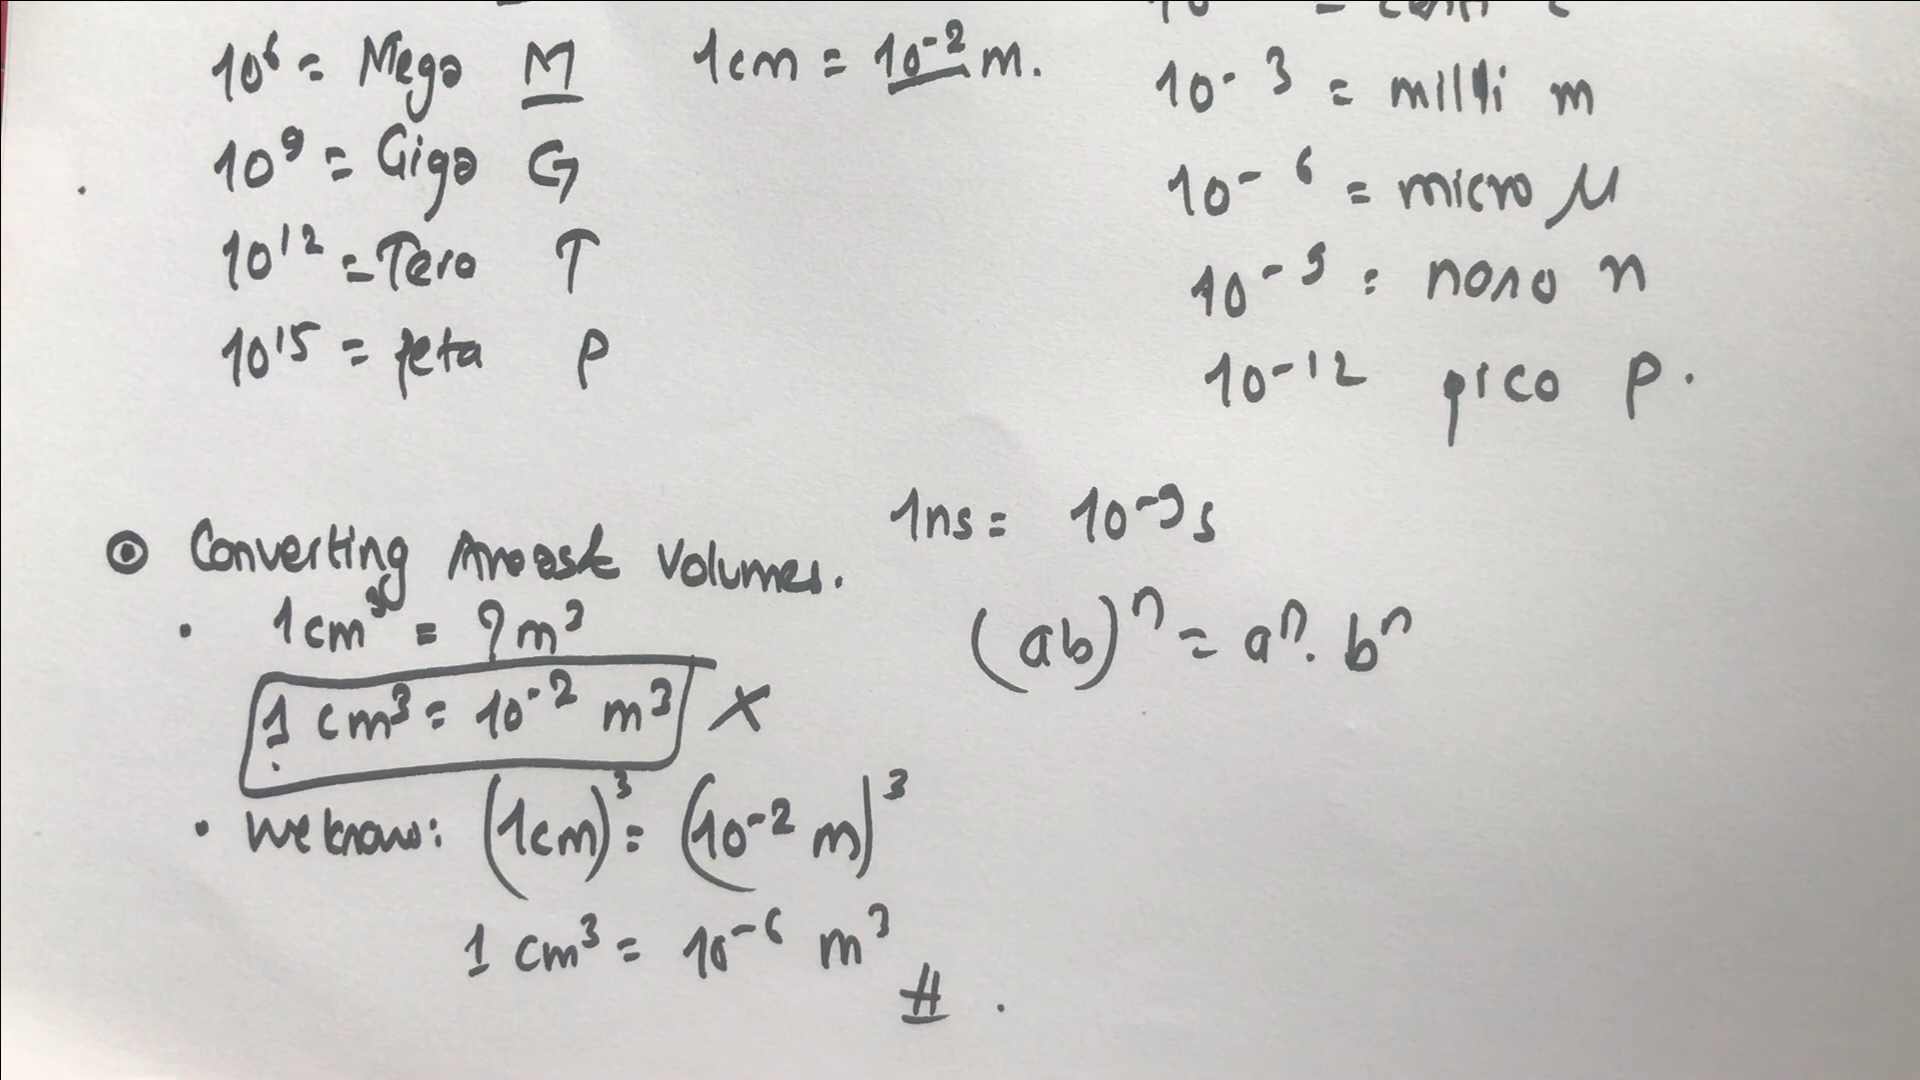 10⁶ = Mega M
10⁹ = Giga G
10¹² = Tera T
10¹⁵ = peta P
1cm = 10⁻² m.
10⁻³ = milli m
10⁻⁶ = micro μ
10⁻⁹ : nano n
10⁻¹² pico p.
1ns = 10⁻⁹ s
(ab)ⁿ = aⁿ. bⁿ
⊙ Converting Areas & Volumes.
• 1cm³ = ? m³
1 cm³ = 10⁻² m³ ×
• We know: (1cm)³ = (10⁻² m)³
1 cm³ = 10⁻⁶ m³
# .